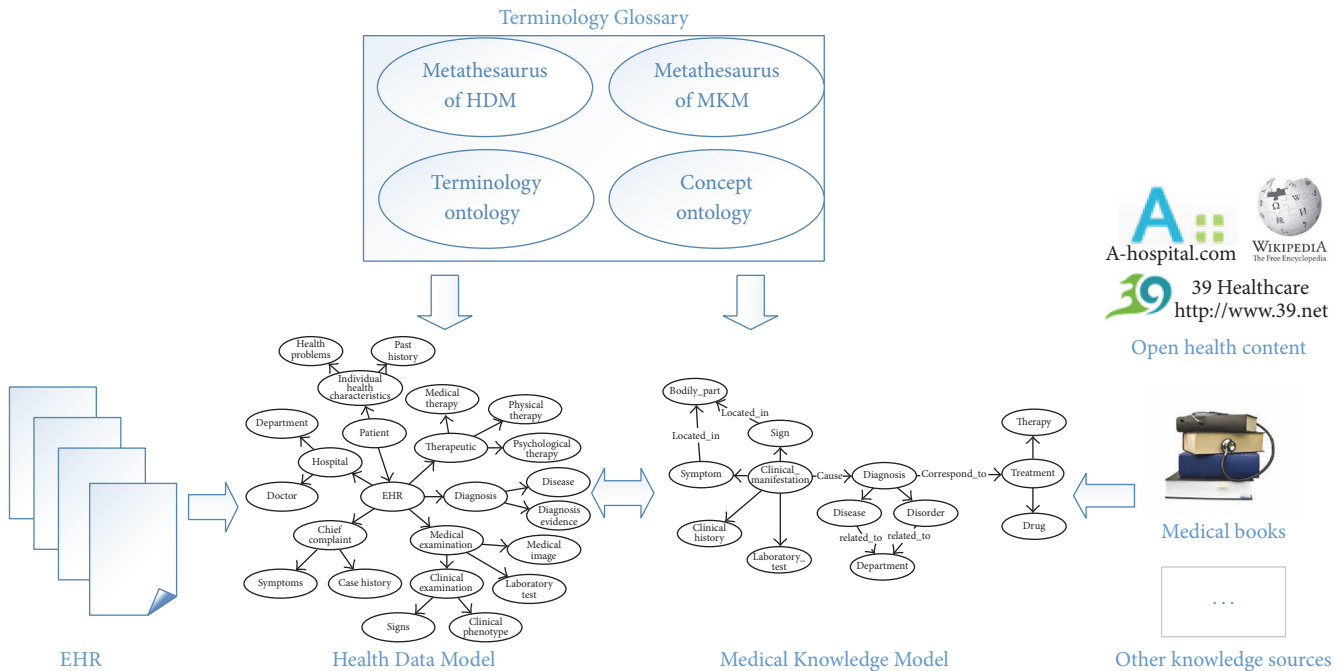 Terminology Glossary
Metathesaurus
of HDM
Metathesaurus
of MKM
Terminology
ontology
Concept
ontology
A
A-hospital.com
Ω
W
И
WIKIPEDIA
The Free Encyclopedia
39
39 Healthcare
http://www.39.net
Open health content
Health
problems
Past
history
Individual
health
characteristics
Patient
Department
Hospital
Doctor
Medical
therapy
Physical
therapy
Therapeutic
Psychological
therapy
EHR
Diagnosis
Disease
Diagnosis
evidence
Chief
complaint
Symptoms
Case history
Medical
examination
Medical
image
Clinical
examination
Laboratory
test
Signs
Clinical
phenotype
Bodily_part
Located_in
Located_in
Sign
Symptom
Clinical_
manifestation
Cause
Diagnosis
Correspond_to
Treatment
Therapy
Drug
Clinical
history
Laboratory_
test
Disease
Disorder
related_to
related_to
Department
Medical books
...
EHR
Health Data Model
Medical Knowledge Model
Other knowledge sources